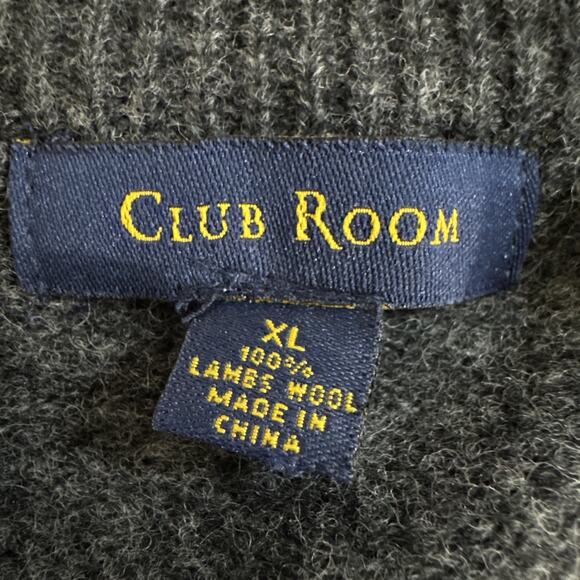 CLUB ROOM
XL
100%
LAMBS WOOL
MADE IN
CHINA